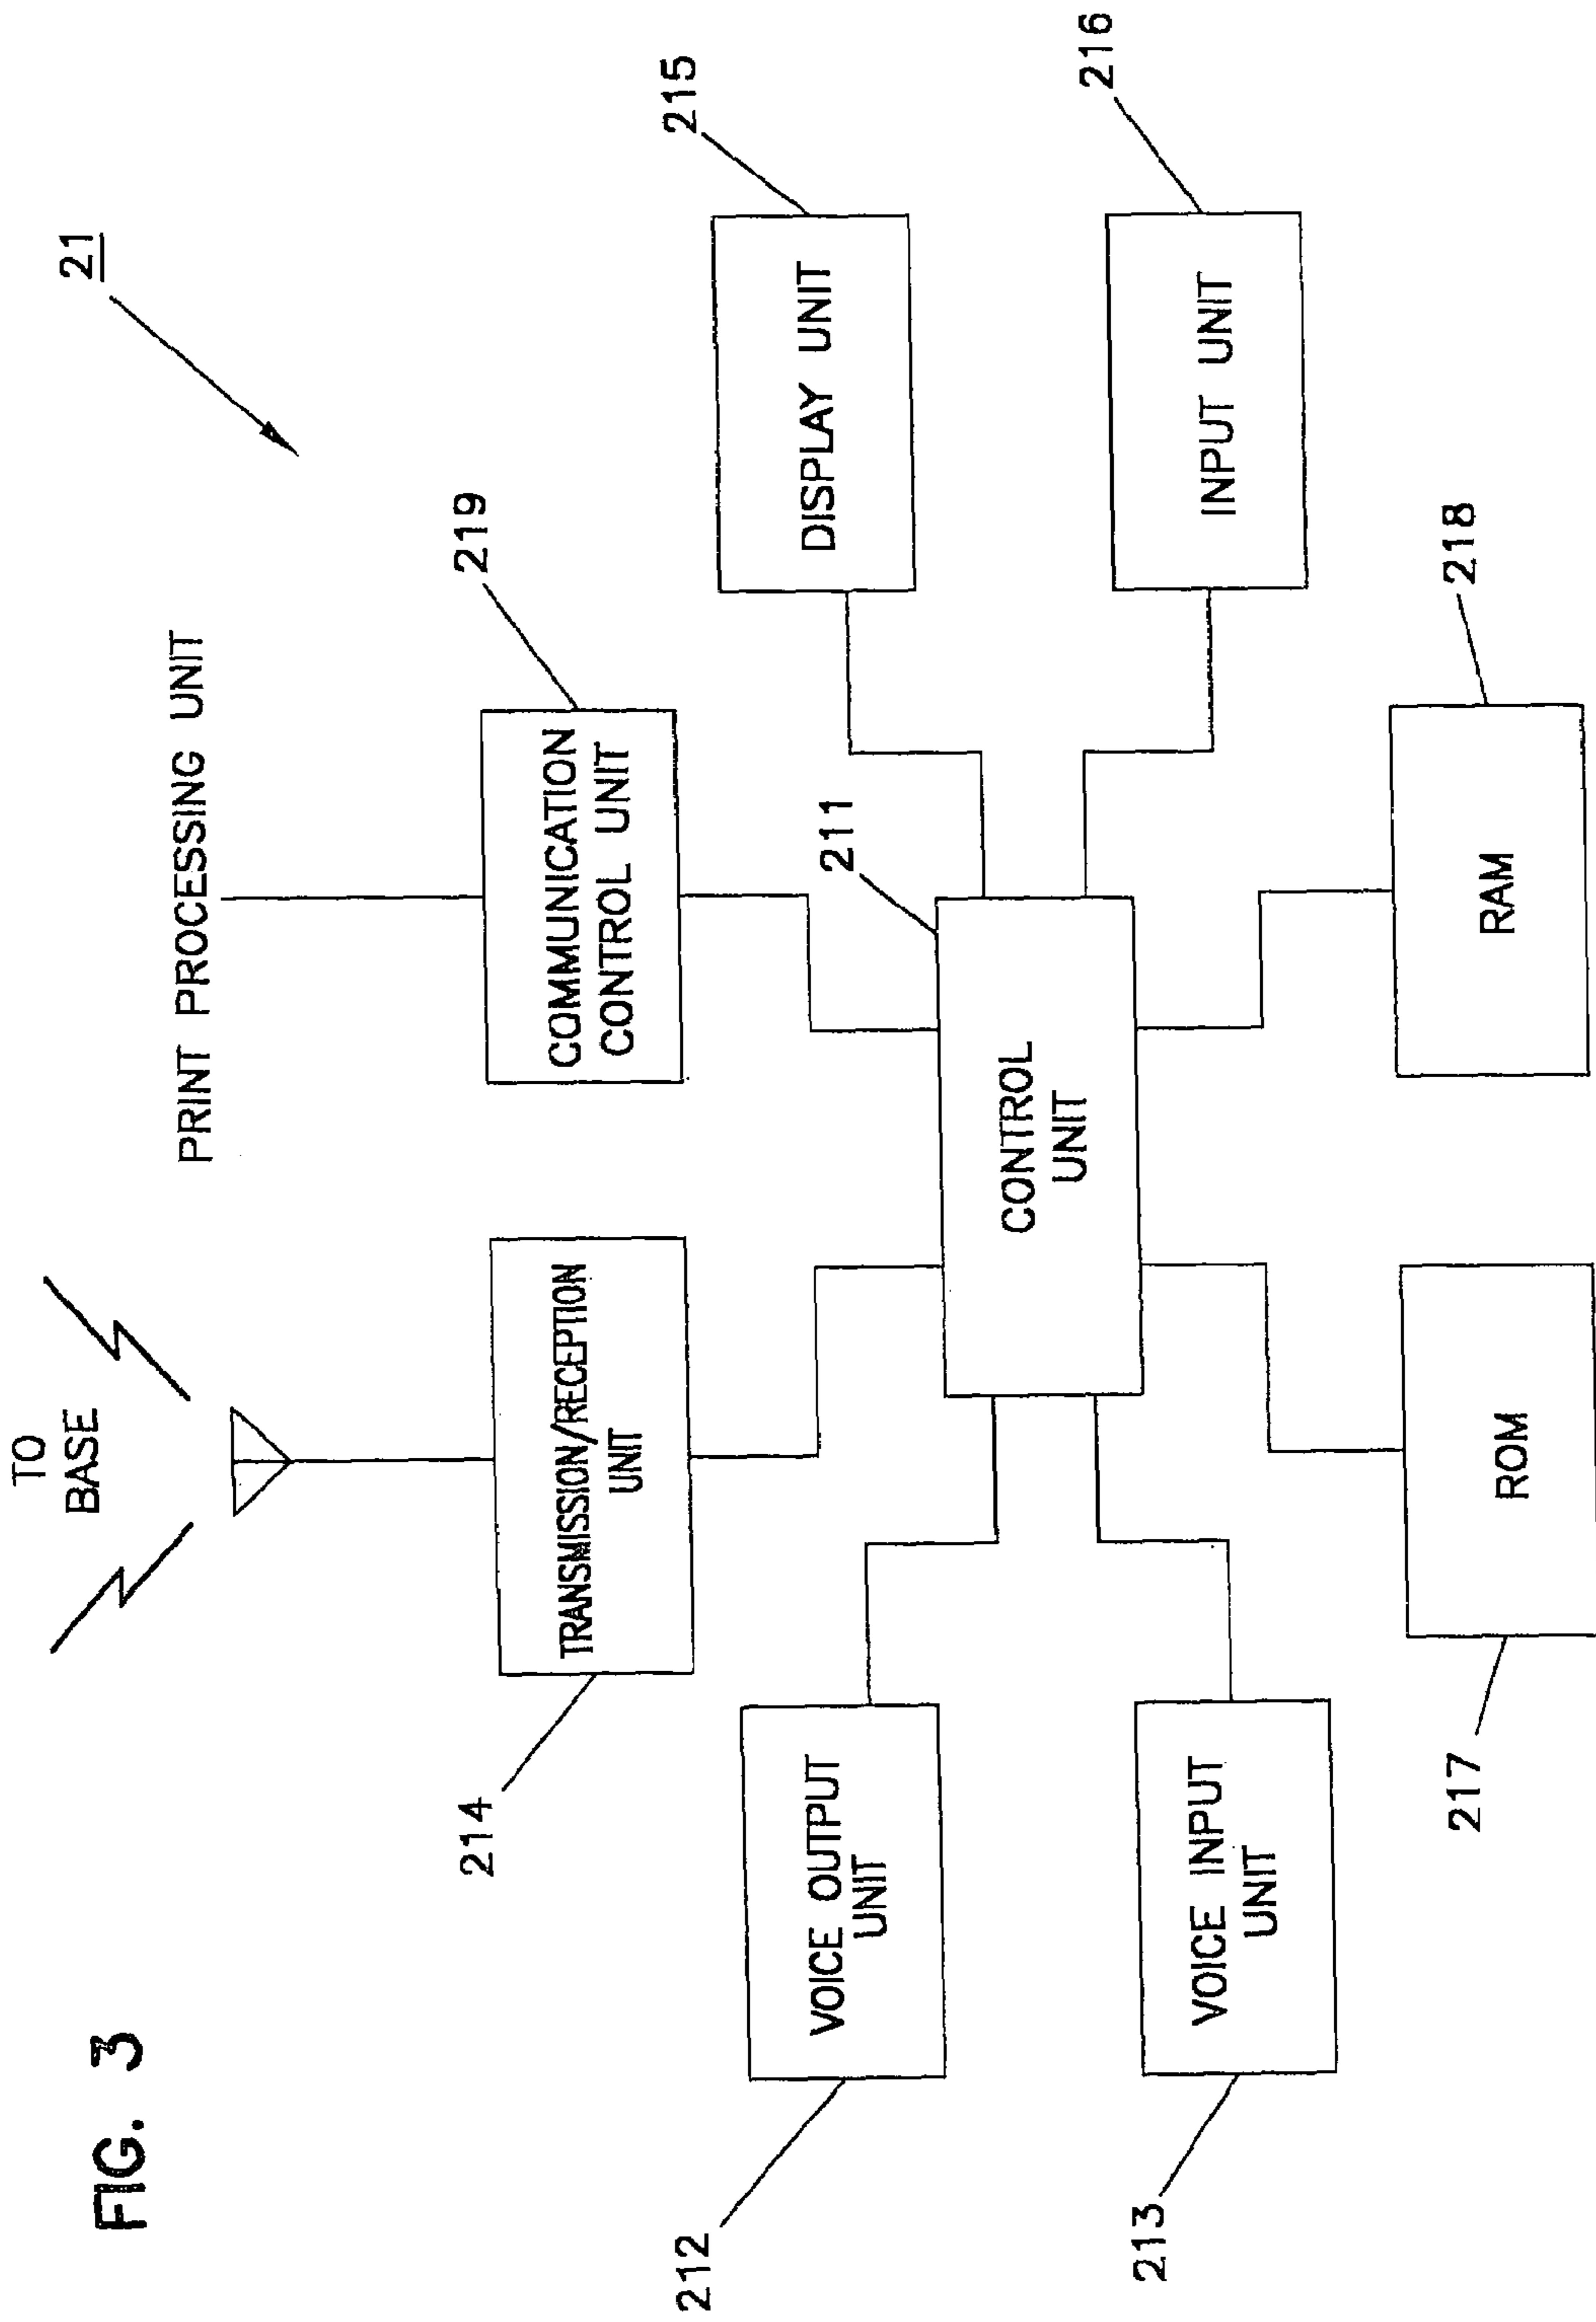 FIG. 3
TO
BASE
PRINT PROCESSING UNIT
21
214
TRANSMISSION/RECEPTION
UNIT
COMMUNICATION
CONTROL UNIT
219
212
VOICE OUTPUT
UNIT
211
DISPLAY UNIT
215
CONTROL
UNIT
213
VOICE INPUT
UNIT
INPUT UNIT
216
217
ROM
RAM
218